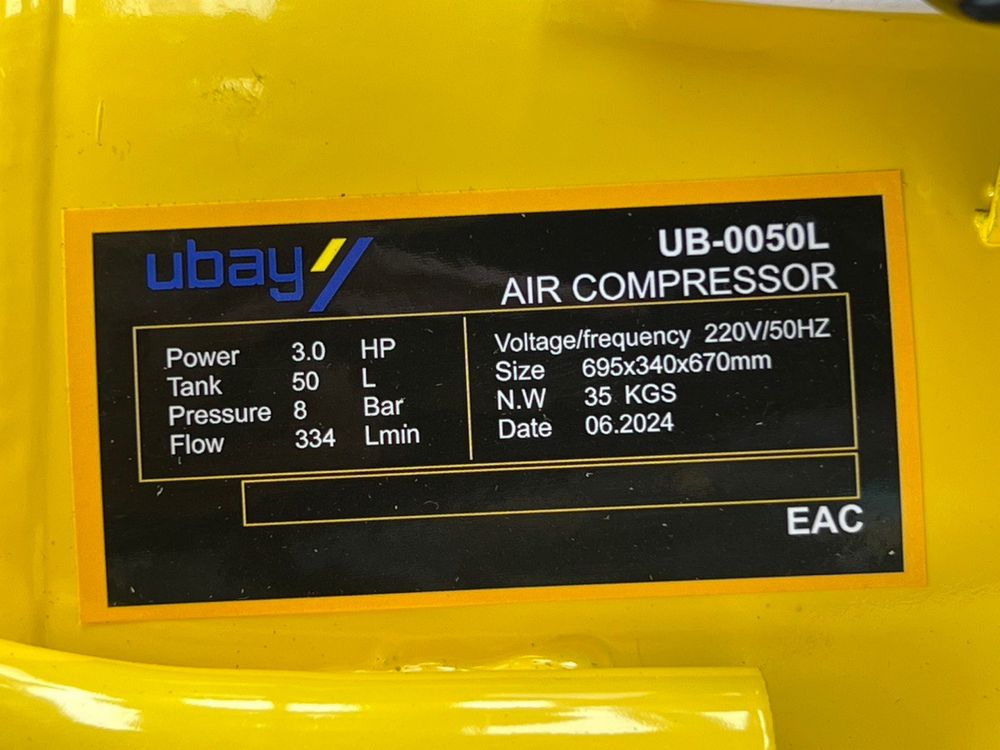 ubay
UB-0050L
AIR COMPRESSOR
Power 3.0 HP
Tank 50 L
Pressure 8 Bar
Flow 334 Lmin
Voltage/frequency 220V/50HZ
Size 695x340x670mm
N.W 35 KGS
Date 06.2024
EAC